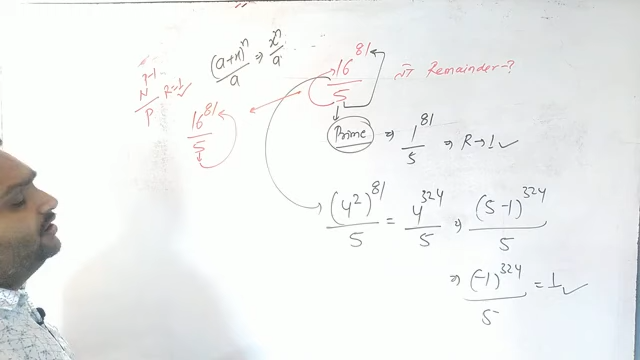 (a+x)^n/a ⇒ x^n/a ...
N^(p-1)/P R=1 ✓
16^81/5
16^81/5 Remainder → ?
Prime ⇒ 1^81/5 ⇒ R→1 ✓
(4^2)^81/5 = 4^324/5 ⇒ (5-1)^324/5
⇒ (-1)^324/5 = 1 ✓